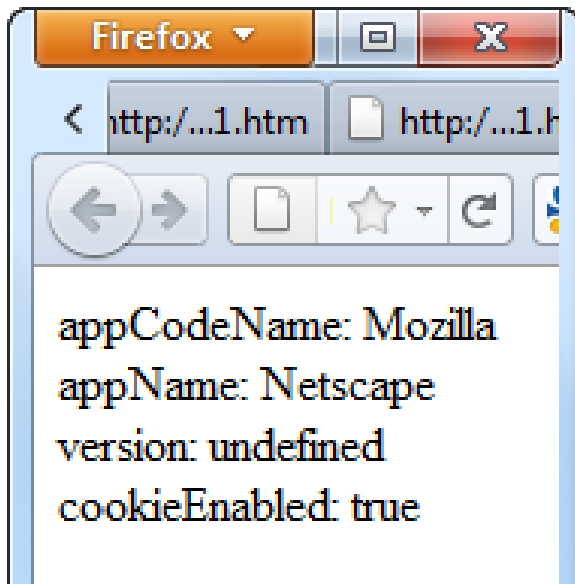 Firefox
http:/...1.htm http:/...1.h
appCodeName: Mozilla
appName: Netscape
version: undefined
cookieEnabled: true